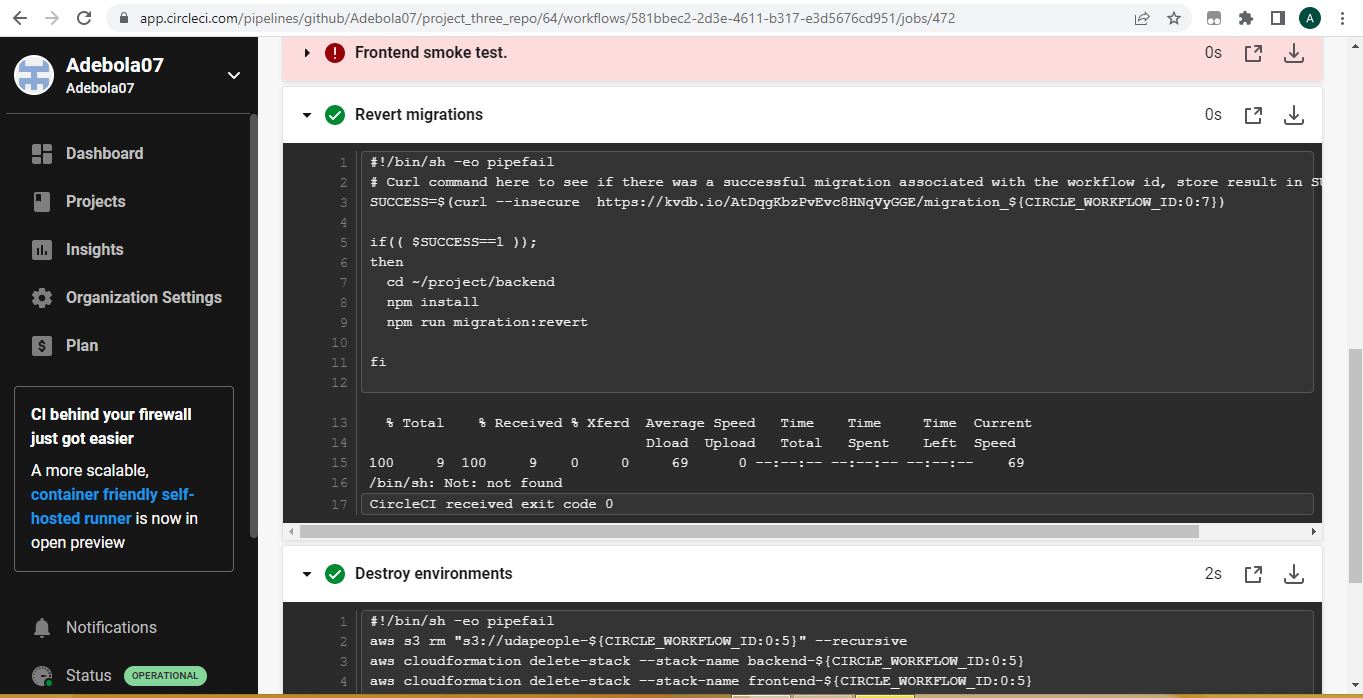 app.circleci.com/pipelines/github/Adebola07/project_three_repo/64/workflows/581bbec2-2d3e-4611-b317-e3d5676cd951/jobs/472
A
Adebola07
Adebola07
Dashboard
Projects
Insights
Organization Settings
Plan
CI behind your firewall
just got easier
A more scalable,
container friendly self-
hosted runner is now in
open preview
Notifications
Status OPERATIONAL
Frontend smoke test. 0s
Revert migrations 0s
1 #!/bin/sh -eo pipefail
2 # Curl command here to see if there was a successful migration associated with the workflow id, store result in SU
3 SUCCESS=$(curl --insecure  https://kvdb.io/AtDqgKbzPvEvc8HNqVyGGE/migration_${CIRCLE_WORKFLOW_ID:0:7})
4
5 if(( $SUCCESS==1 ));
6 then
7   cd ~/project/backend
8   npm install
9   npm run migration:revert
10
11 fi
12
13   % Total    % Received % Xferd  Average Speed   Time    Time     Time  Current
14                                  Dload  Upload   Total   Spent    Left  Speed
15 100     9  100     9    0     0     69      0 --:--:-- --:--:-- --:--:--    69
16 /bin/sh: Not: not found
17 CircleCI received exit code 0
Destroy environments 2s
1 #!/bin/sh -eo pipefail
2 aws s3 rm "s3://udapeople-${CIRCLE_WORKFLOW_ID:0:5}" --recursive
3 aws cloudformation delete-stack --stack-name backend-${CIRCLE_WORKFLOW_ID:0:5}
4 aws cloudformation delete-stack --stack-name frontend-${CIRCLE_WORKFLOW_ID:0:5}